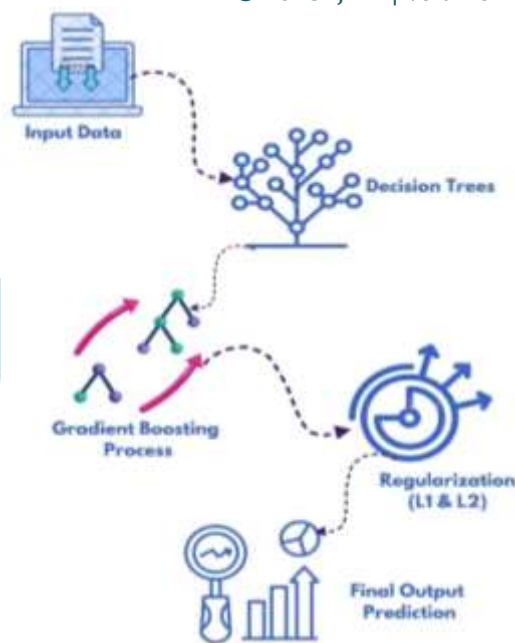 Input Data
Decision Trees
Gradient Boosting
Process
Regularization
(L1 & L2)
Final Output
Prediction